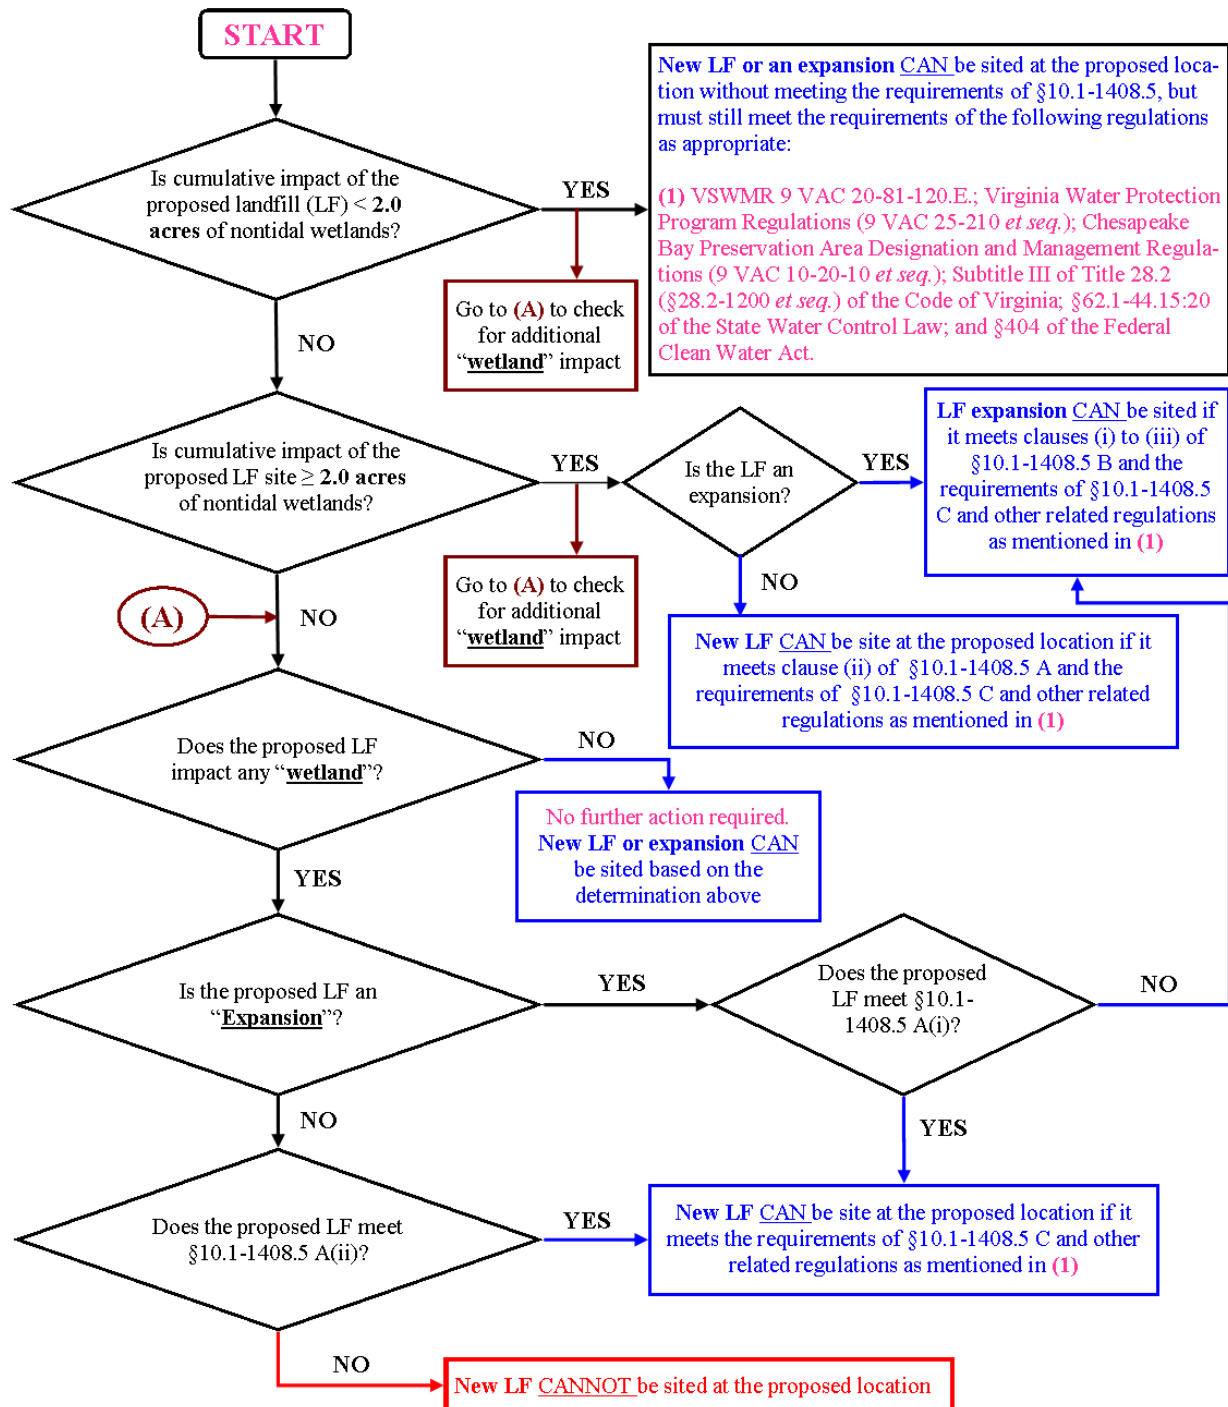 START
Is cumulative impact of the
proposed landfill (LF) < 2.0
acres of nontidal wetlands?
YES
New LF or an expansion CAN be sited at the proposed loca-
tion without meeting the requirements of §10.1-1408.5, but
must still meet the requirements of the following regulations
as appropriate:
(1) VSWMR 9 VAC 20-81-120.E.; Virginia Water Protection
Program Regulations (9 VAC 25-210 et seq.); Chesapeake
Bay Preservation Area Designation and Management Regula-
tions (9 VAC 10-20-10 et seq.); Subtitle III of Title 28.2
(§28.2-1200 et seq.) of the Code of Virginia; §62.1-44.15:20
of the State Water Control Law; and §404 of the Federal
Clean Water Act.
Go to (A) to check
for additional
“wetland” impact
NO
Is cumulative impact of the
proposed LF site ≥ 2.0 acres
of nontidal wetlands?
YES
Is the LF an
expansion?
YES
LF expansion CAN be sited if
it meets clauses (i) to (iii) of
§10.1-1408.5 B and the
requirements of §10.1-1408.5
C and other related regulations
as mentioned in (1)
Go to (A) to check
for additional
“wetland” impact
NO
(A)
NO
New LF CAN be site at the proposed location if it
meets clause (ii) of §10.1-1408.5 A and the
requirements of §10.1-1408.5 C and other related
regulations as mentioned in (1)
Does the proposed LF
impact any “wetland”?
NO
No further action required.
New LF or expansion CAN
be sited based on the
determination above
YES
Is the proposed LF an
“Expansion”?
YES
Does the proposed
LF meet §10.1-
1408.5 A(i)?
NO
NO
YES
Does the proposed LF meet
§10.1-1408.5 A(ii)?
YES
New LF CAN be site at the proposed location if it
meets the requirements of §10.1-1408.5 C and other
related regulations as mentioned in (1)
NO
New LF CANNOT be sited at the proposed location